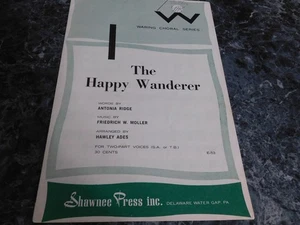 WARING CHORAL SERIES
The
Happy Wanderer
WORDS BY
ANTONIA RIDGE
MUSIC BY
FRIEDRICH W. MOLLER
ARRANGED BY
HAWLEY ADES
FOR TWO-PART VOICES (S.A. or T.B.)
Shawnee Press inc. DELAWARE WATER GAP, PA.